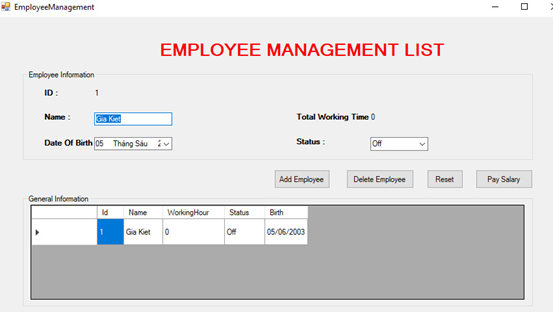 EmployeeManagement
EMPLOYEE MANAGEMENT LIST
Employee Information
ID : 1
Name : Gia Kiet Total Working Time 0
Date Of Birth 05 Tháng Sáu Status : Off
Add Employee Delete Employee Reset Pay Salary
General Information
Id Name WorkingHour Status Birth
1 Gia Kiet 0 Off 05/06/2003